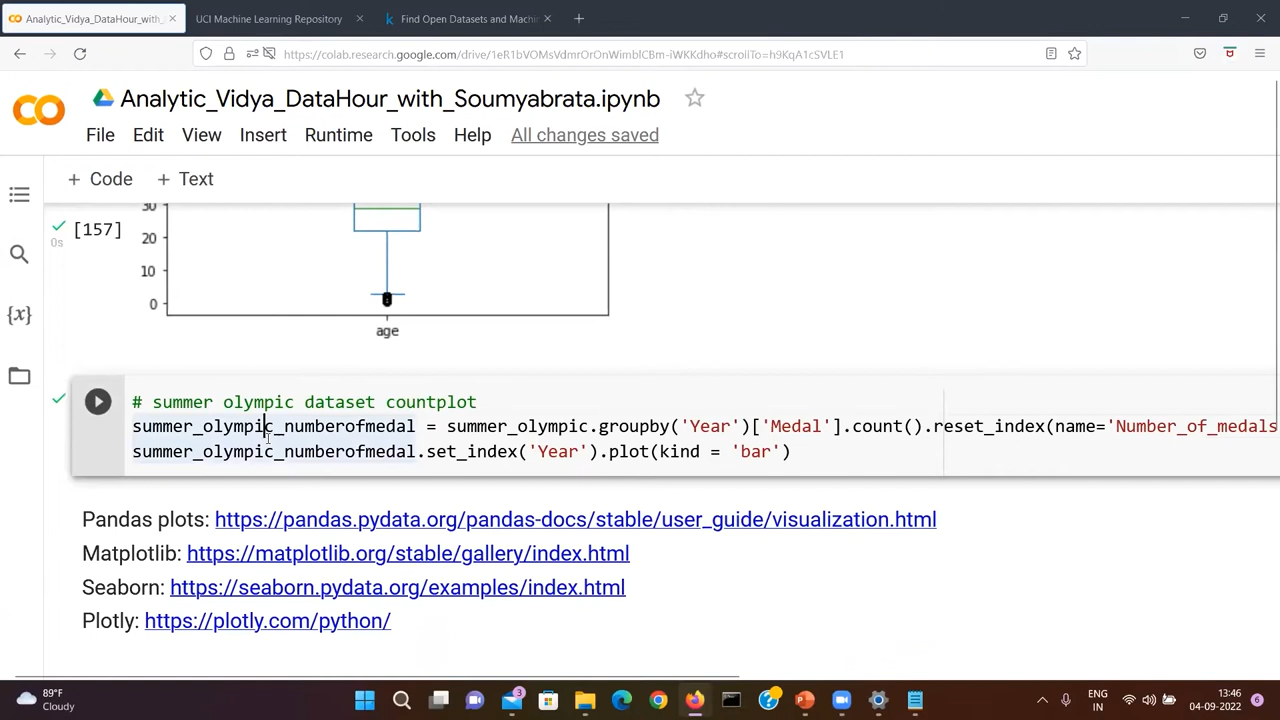 Analytic_Vidya_DataHour_with_
UCI Machine Learning Repository
Find Open Datasets and Machi
https://colab.research.google.com/drive/1eR1bVOMsVdmrOrOnWimblCBm-iWKKdho#scrollTo=h9KqA1cSVLE1
Analytic_Vidya_DataHour_with_Soumyabrata.ipynb
File Edit View Insert Runtime Tools Help All changes saved
+ Code + Text
30
[157]
0s
20
10
0
age
# summer olympic dataset countplot
summer_olympic_numberofmedal = summer_olympic.groupby('Year')['Medal'].count().reset_index(name='Number_of_medals
summer_olympic_numberofmedal.set_index('Year').plot(kind = 'bar')
Pandas plots: https://pandas.pydata.org/pandas-docs/stable/user_guide/visualization.html
Matplotlib: https://matplotlib.org/stable/gallery/index.html
Seaborn: https://seaborn.pydata.org/examples/index.html
Plotly: https://plotly.com/python/
89°F
Cloudy
3
ENG
IN
13:46
04-09-2022
6